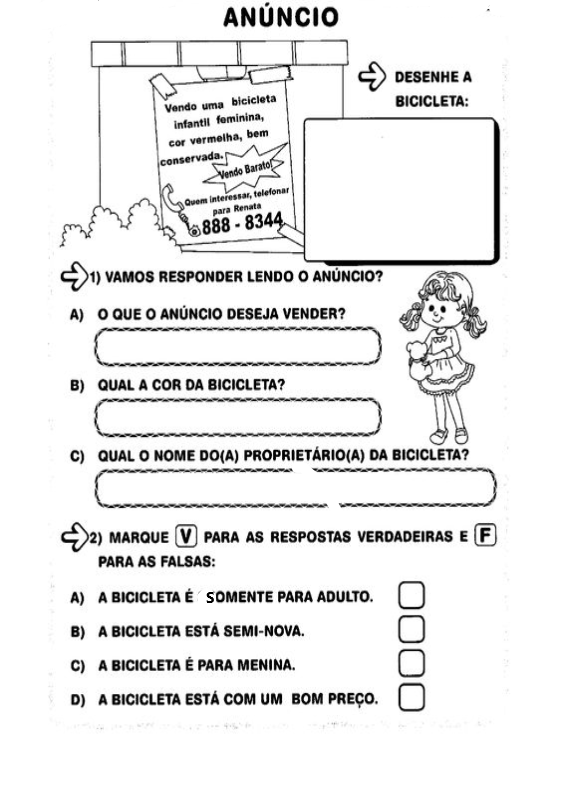 ANÚNCIO
Vendo uma bicicleta
infantil feminina,
cor vermelha, bem
conservada.
Vendo Barato!
Quem interessar, telefonar
para Renata
888 - 8344
DESENHE A
BICICLETA:
1) VAMOS RESPONDER LENDO O ANÚNCIO?
A) O QUE O ANÚNCIO DESEJA VENDER?
B) QUAL A COR DA BICICLETA?
C) QUAL O NOME DO(A) PROPRIETÁRIO(A) DA BICICLETA?
2) MARQUE V PARA AS RESPOSTAS VERDADEIRAS E F
PARA AS FALSAS:
A) A BICICLETA É SOMENTE PARA ADULTO.
B) A BICICLETA ESTÁ SEMI-NOVA.
C) A BICICLETA É PARA MENINA.
D) A BICICLETA ESTÁ COM UM BOM PREÇO.